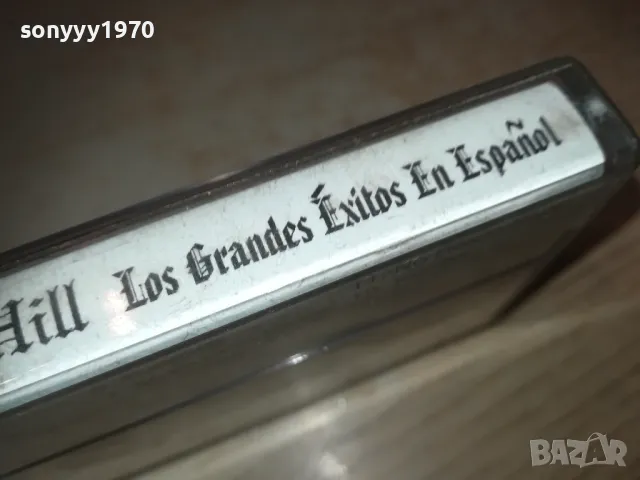 sonyyy1970
Hill Los Grandes Éxitos En Español
BAZAR